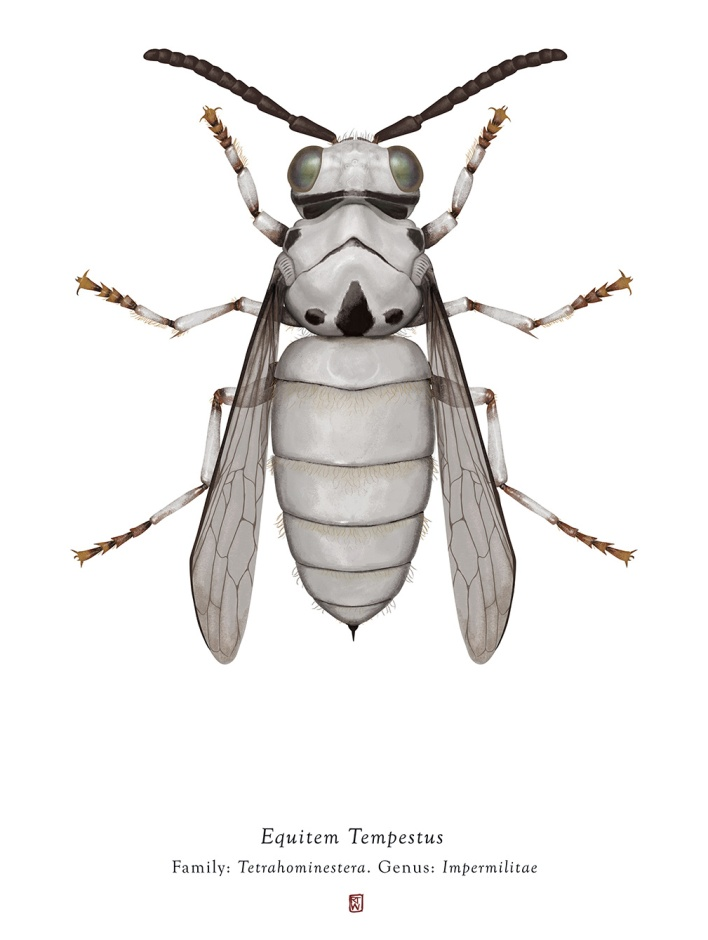 Equitem Tempestus
Family: Tetrahominestera. Genus: Impermilitae